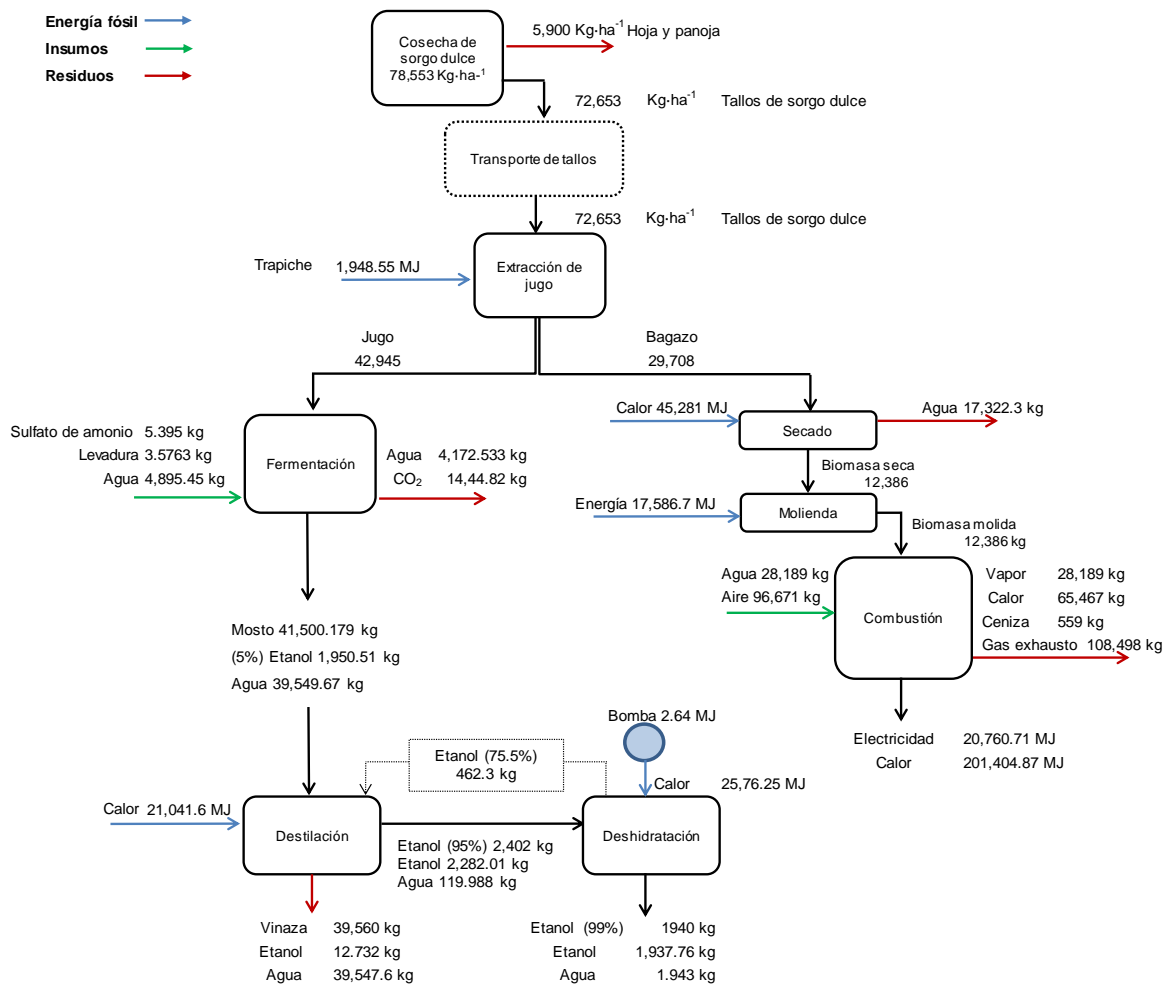 Energía fósil
Insumos
Residuos
Cosecha de
sorgo dulce
78,553 Kg·ha-¹
5,900 Kg·ha⁻¹ Hoja y panoja
72,653 Kg·ha⁻¹ Tallos de sorgo dulce
Transporte de tallos
72,653 Kg·ha⁻¹ Tallos de sorgo dulce
Trapiche 1,948.55 MJ
Extracción de
jugo
Jugo
42,945
Bagazo
29,708
Sulfato de amonio 5.395 kg
Levadura 3.5763 kg
Agua 4,895.45 kg
Fermentación
Agua 4,172.533 kg
CO₂ 14,44.82 kg
Calor 45,281 MJ
Secado
Agua 17,322.3 kg
Biomasa seca
12,386
Energía 17,586.7 MJ
Molienda
Biomasa molida
12,386 kg
Agua 28,189 kg
Aire 96,671 kg
Combustión
Vapor 28,189 kg
Calor 65,467 kg
Ceniza 559 kg
Gas exhausto 108,498 kg
Electricidad 20,760.71 MJ
Calor 201,404.87 MJ
Mosto 41,500.179 kg
(5%) Etanol 1,950.51 kg
Agua 39,549.67 kg
Bomba 2.64 MJ
Etanol (75.5%)
462.3 kg
Calor 25,76.25 MJ
Calor 21,041.6 MJ
Destilación
Etanol (95%) 2,402 kg
Etanol 2,282.01 kg
Agua 119.988 kg
Deshidratación
Vinaza 39,560 kg
Etanol 12.732 kg
Agua 39,547.6 kg
Etanol (99%) 1940 kg
Etanol 1,937.76 kg
Agua 1.943 kg